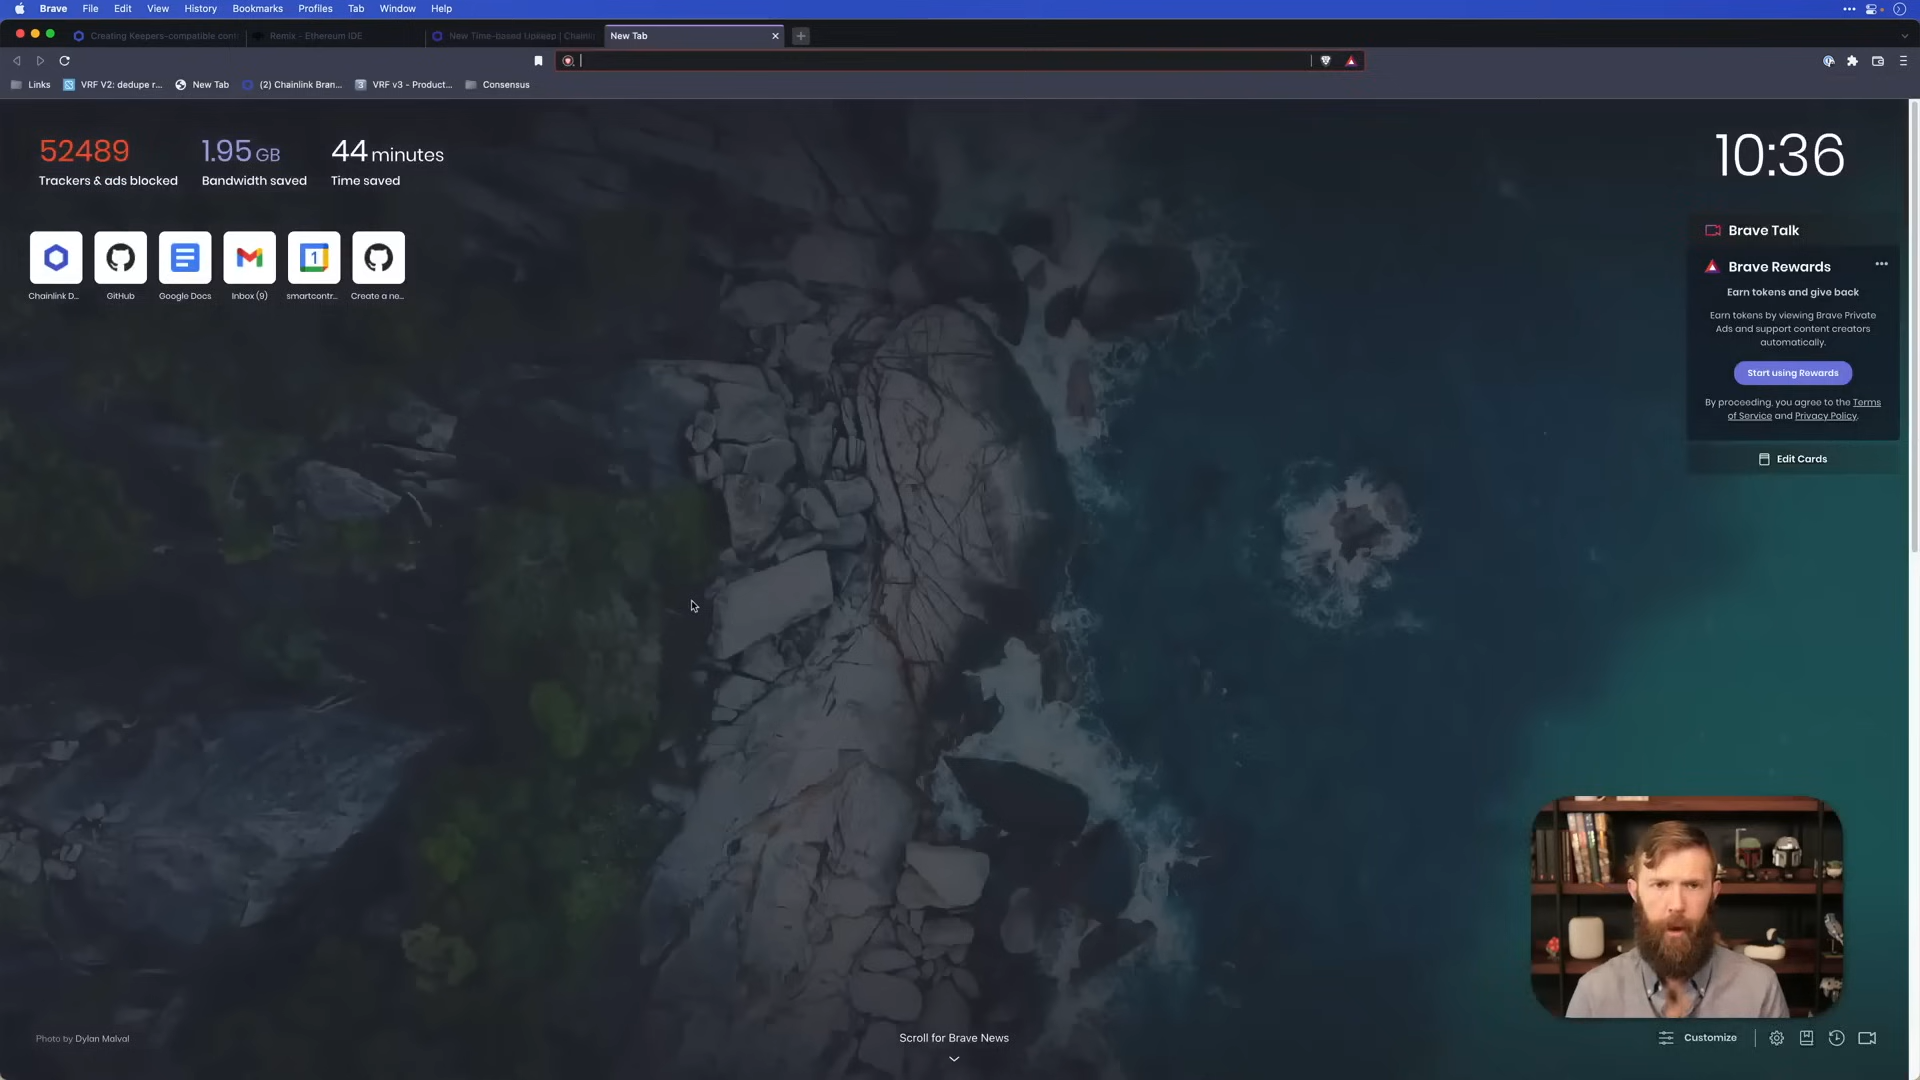 Brave File Edit View History Bookmarks Profiles Tab Window Help
Creating Keepers-compatible cont
Remix - Ethereum IDE
New Time-based Upkeep | Chainli
New Tab
Links
VRF V2: dedupe r...
New Tab
(2) Chainlink Bran...
VRF v3 - Product...
Consensus
52489
Trackers & ads blocked
1.95 GB
Bandwidth saved
44 minutes
Time saved
10:36
Chainlink D...
GitHub
Google Docs
1
Inbox (9)
smartcontr...
Create a ne...
Brave Talk
Brave Rewards
Earn tokens and give back
Earn tokens by viewing Brave Private
Ads and support content creators
automatically.
Start using Rewards
By proceeding, you agree to the Terms
of Service and Privacy Policy.
Edit Cards
Photo by Dylan Malval
Scroll for Brave News
Customize